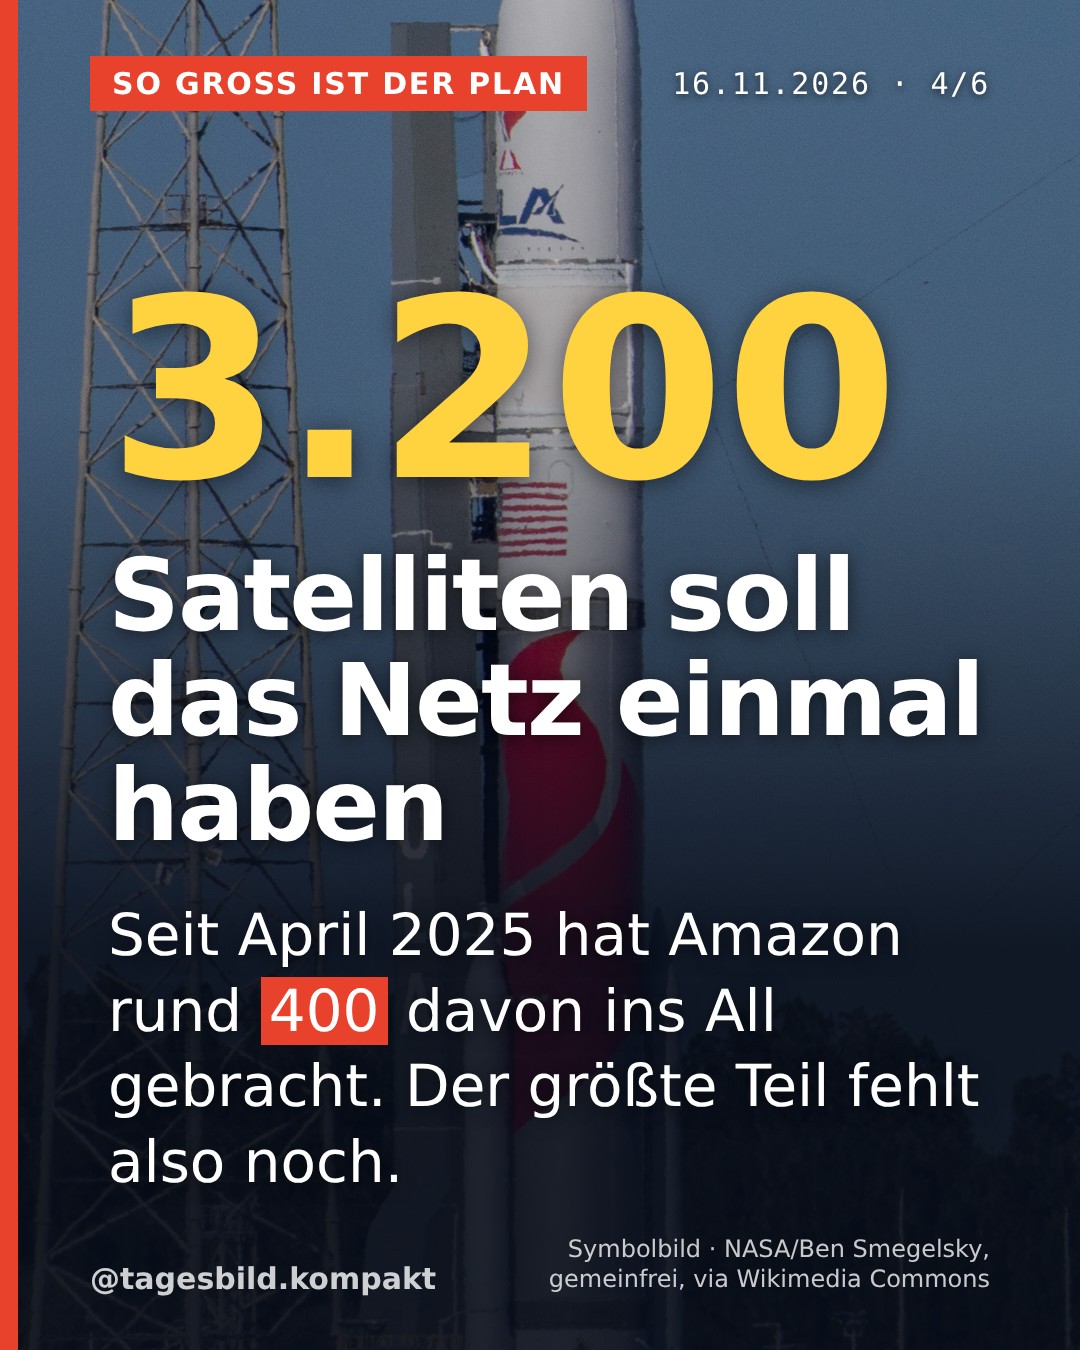 SO GROSS IST DER PLAN
16.11.2026 · 4/6
LA
3.200
Satelliten soll
das Netz einmal
haben
Seit April 2025 hat Amazon
rund 400 davon ins All
gebracht. Der größte Teil fehlt
also noch.
Symbolbild · NASA/Ben Smegelsky,
gemeinfrei, via Wikimedia Commons
@tagesbild.kompakt